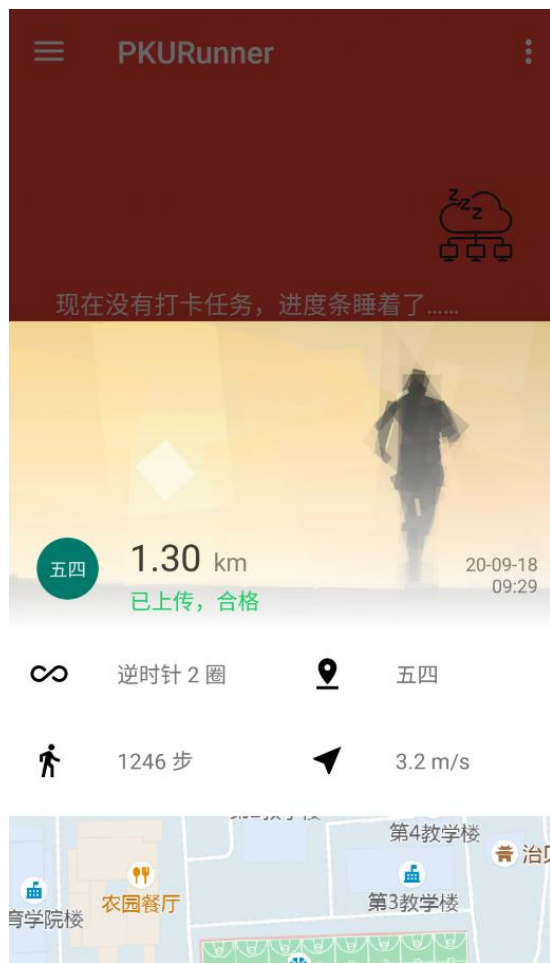 PKURunner
z
z
z
现在没有打卡任务，进度条睡着了......
五四
1.30 km
20-09-18
09:29
已上传，合格
逆时针 2 圈
五四
1246 步
3.2 m/s
第4教学楼
农园餐厅
第3教学楼
育学院楼